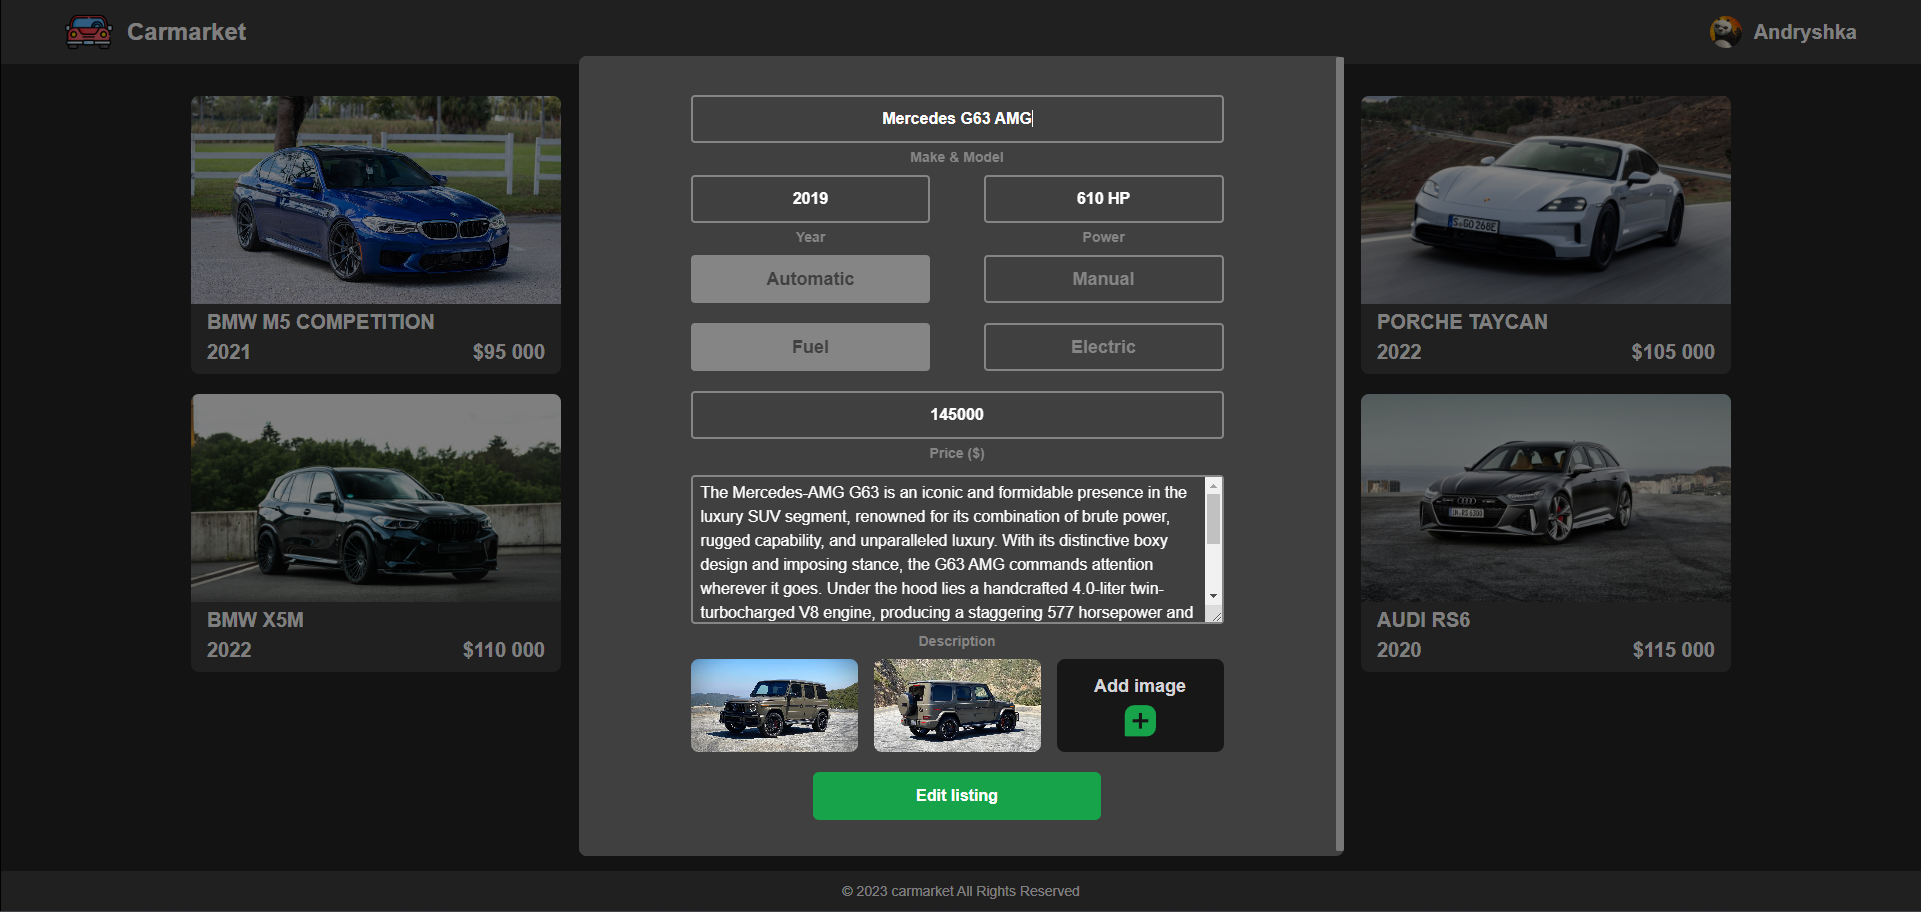 Carmarket
Andryshka
Mercedes G63 AMG
Make & Model
2019
610 HP
Year
Power
Automatic
Manual
Fuel
Electric
145000
Price ($)
The Mercedes-AMG G63 is an iconic and formidable presence in the
luxury SUV segment, renowned for its combination of brute power,
rugged capability, and unparalleled luxury. With its distinctive boxy
design and imposing stance, the G63 AMG commands attention
wherever it goes. Under the hood lies a handcrafted 4.0-liter twin-
turbocharged V8 engine, producing a staggering 577 horsepower and
Description
Add image
Edit listing
BMW M5 COMPETITION
2021
$95 000
S GO 268E
PORCHE TAYCAN
2022
$105 000
BMW X5M
2022
$110 000
IN RS 6300
AUDI RS6
2020
$115 000
© 2023 carmarket All Rights Reserved